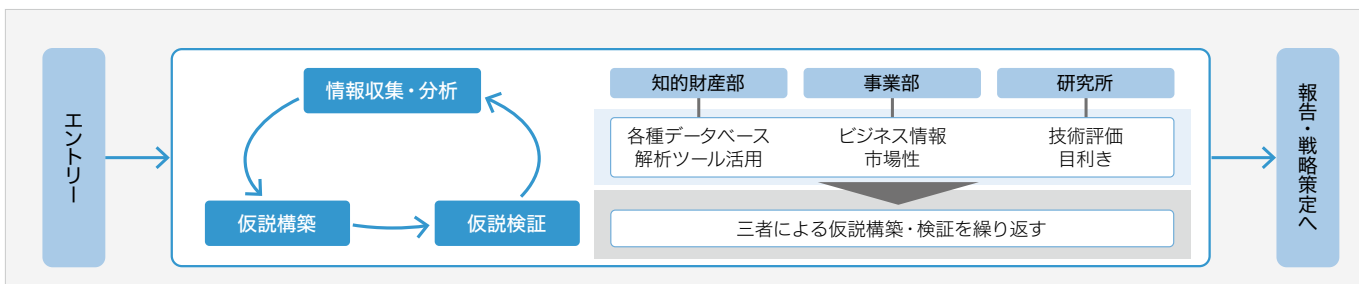 エントリー
情報収集・分析
仮説構築
仮説検証
知的財産部
事業部
研究所
各種データベース
解析ツール活用
ビジネス情報
市場性
技術評価
目利き
三者による仮説構築・検証を繰り返す
報告・戦略策定へ